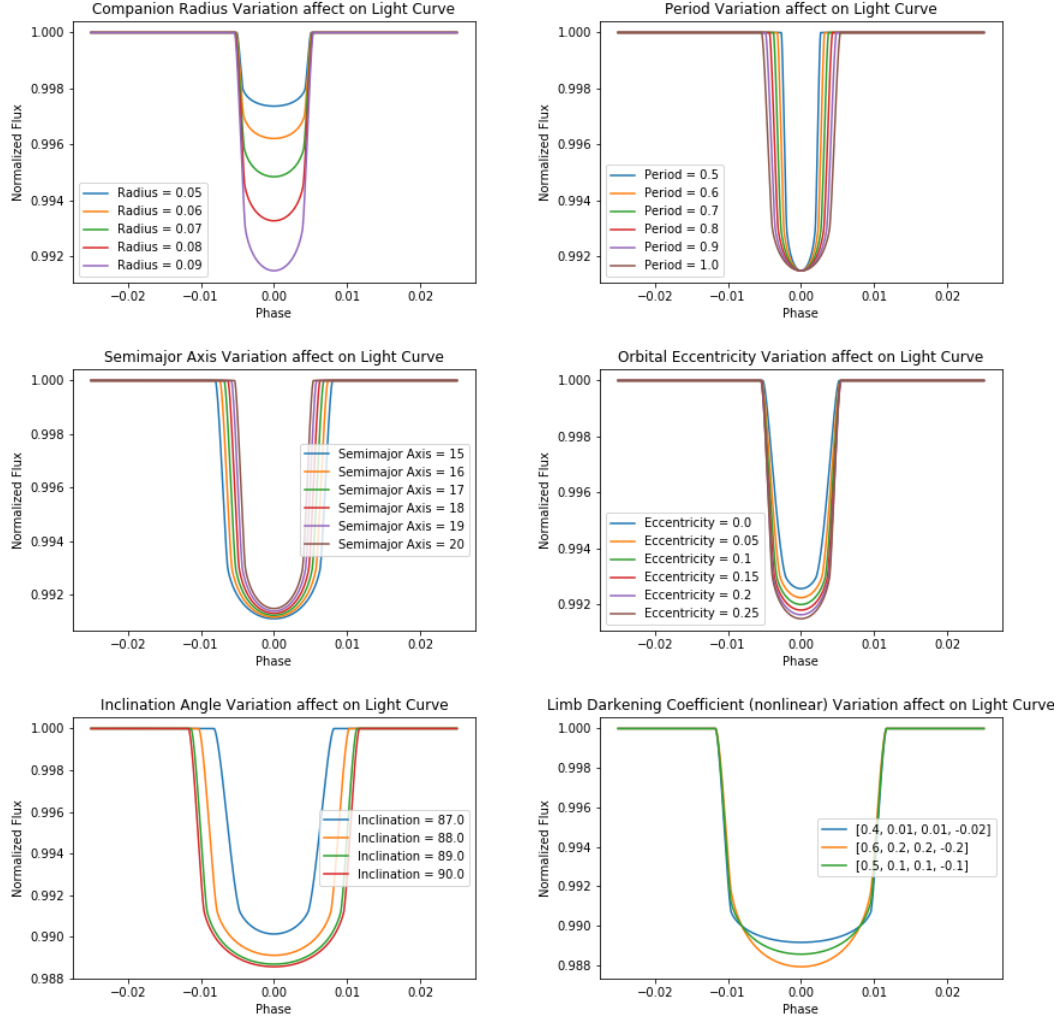 Companion Radius Variation affect on Light Curve
1.000
0.998
0.996
0.994
0.992
Normalized Flux
Radius = 0.05
Radius = 0.06
Radius = 0.07
Radius = 0.08
Radius = 0.09
−0.02
−0.01
0.00
0.01
0.02
Phase
Period Variation affect on Light Curve
1.000
0.998
0.996
0.994
0.992
Normalized Flux
Period = 0.5
Period = 0.6
Period = 0.7
Period = 0.8
Period = 0.9
Period = 1.0
−0.02
−0.01
0.00
0.01
0.02
Phase
Semimajor Axis Variation affect on Light Curve
1.000
0.998
0.996
0.994
0.992
Normalized Flux
Semimajor Axis = 15
Semimajor Axis = 16
Semimajor Axis = 17
Semimajor Axis = 18
Semimajor Axis = 19
Semimajor Axis = 20
−0.02
−0.01
0.00
0.01
0.02
Phase
Orbital Eccentricity Variation affect on Light Curve
1.000
0.998
0.996
0.994
0.992
Normalized Flux
Eccentricity = 0.0
Eccentricity = 0.05
Eccentricity = 0.1
Eccentricity = 0.15
Eccentricity = 0.2
Eccentricity = 0.25
−0.02
−0.01
0.00
0.01
0.02
Phase
Inclination Angle Variation affect on Light Curve
1.000
0.998
0.996
0.994
0.992
0.990
0.988
Normalized Flux
Inclination = 87.0
Inclination = 88.0
Inclination = 89.0
Inclination = 90.0
−0.02
−0.01
0.00
0.01
0.02
Phase
Limb Darkening Coefficient (nonlinear) Variation affect on Light Curve
1.000
0.998
0.996
0.994
0.992
0.990
0.988
Normalized Flux
[0.4, 0.01, 0.01, -0.02]
[0.6, 0.2, 0.2, -0.2]
[0.5, 0.1, 0.1, -0.1]
−0.02
−0.01
0.00
0.01
0.02
Phase